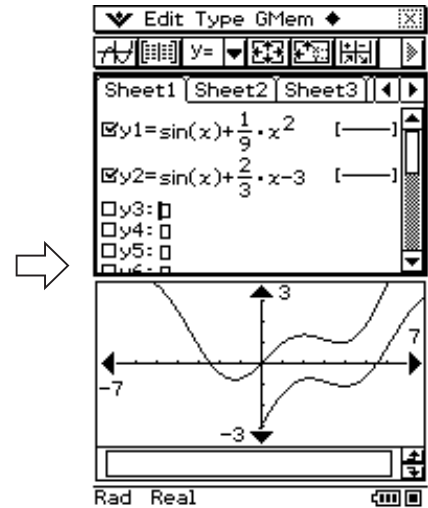 Edit Type GMem ◆
y=
Sheet1 Sheet2 Sheet3
y1=sin(x)+1/9·x^2 [—]
y2=sin(x)+2/3·x-3 [—]
y3:
y4:
y5:
y6:
3
7
-7
-3
Rad Real